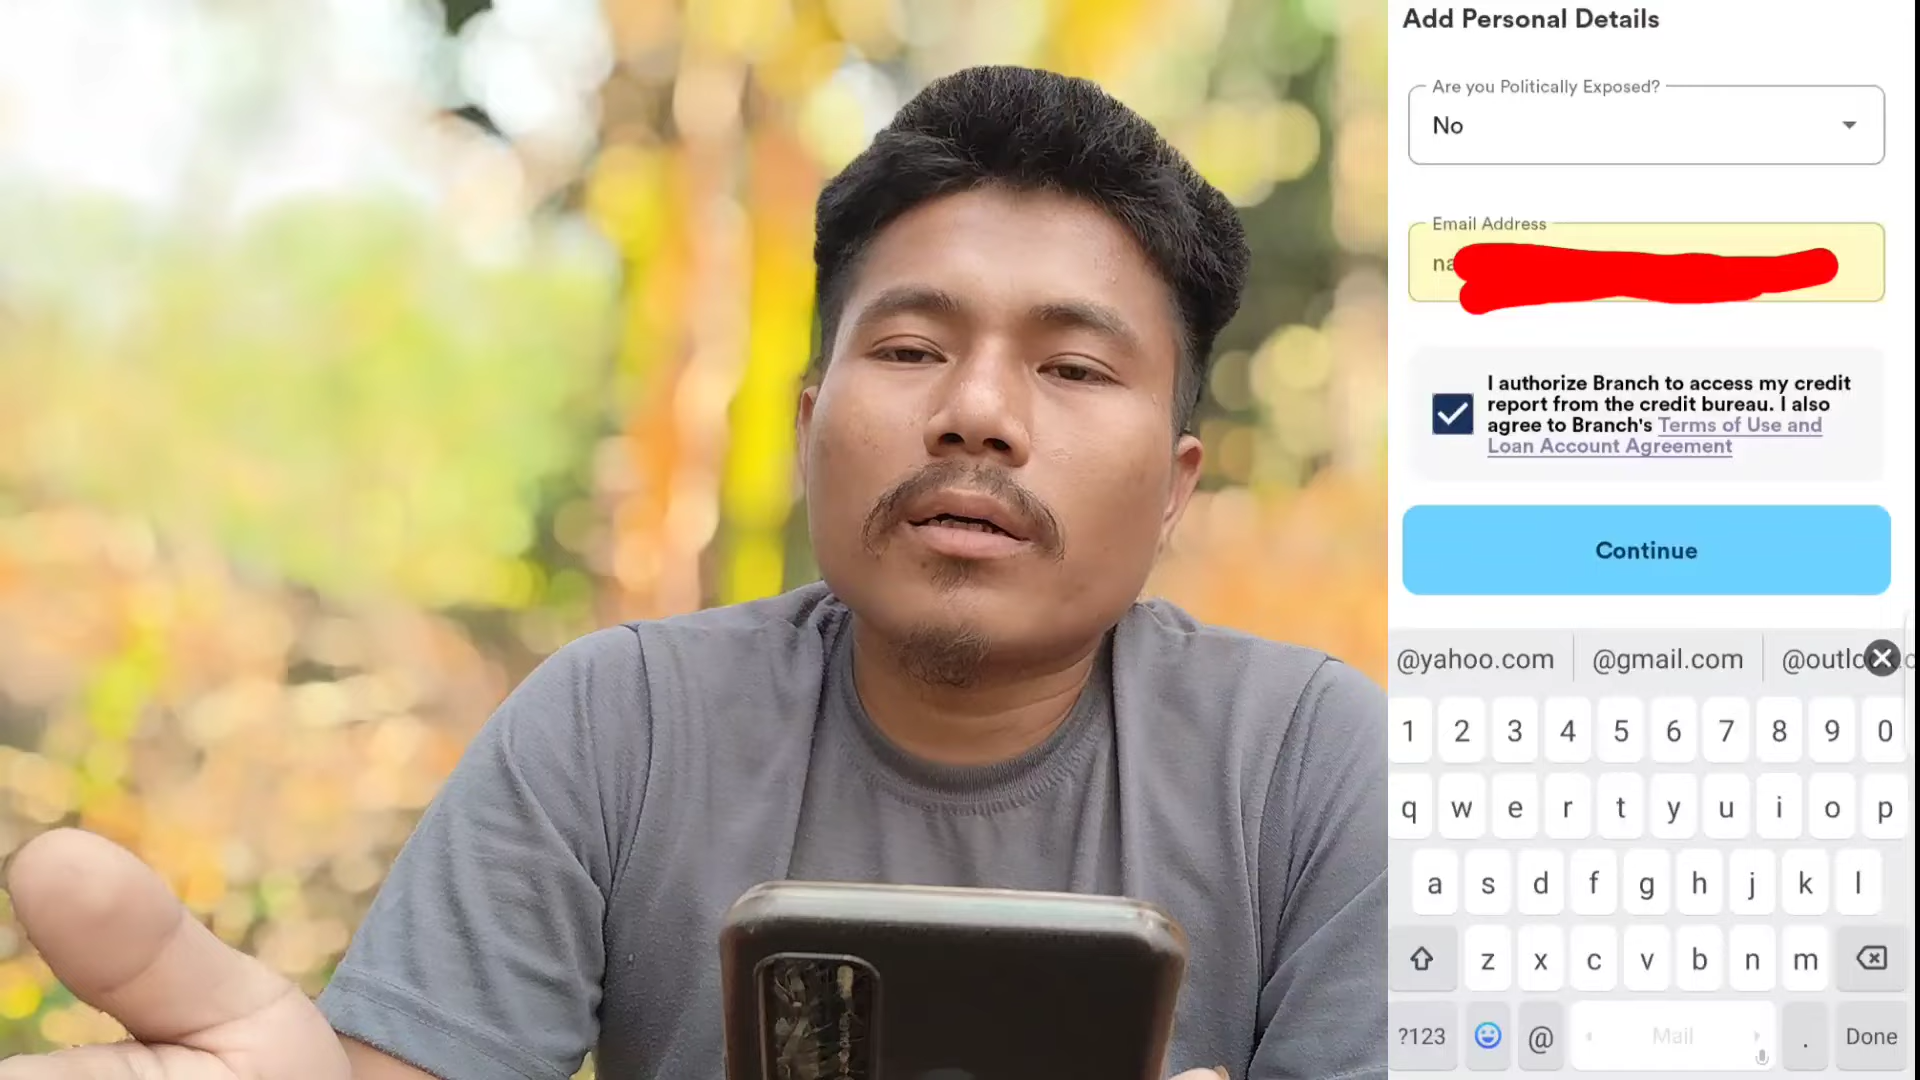 Add Personal Details
Are you Politically Exposed?
No
Email Address
na
I authorize Branch to access my credit
report from the credit bureau. I also
agree to Branch's Terms of Use and
Loan Account Agreement
Continue
@yahoo.com @gmail.com
1 2 3 4 5 6 7 8 9 0
q w e r t y u i o p
a s d f g h j k l
z x c v b n m
?123 @ Mail . Done